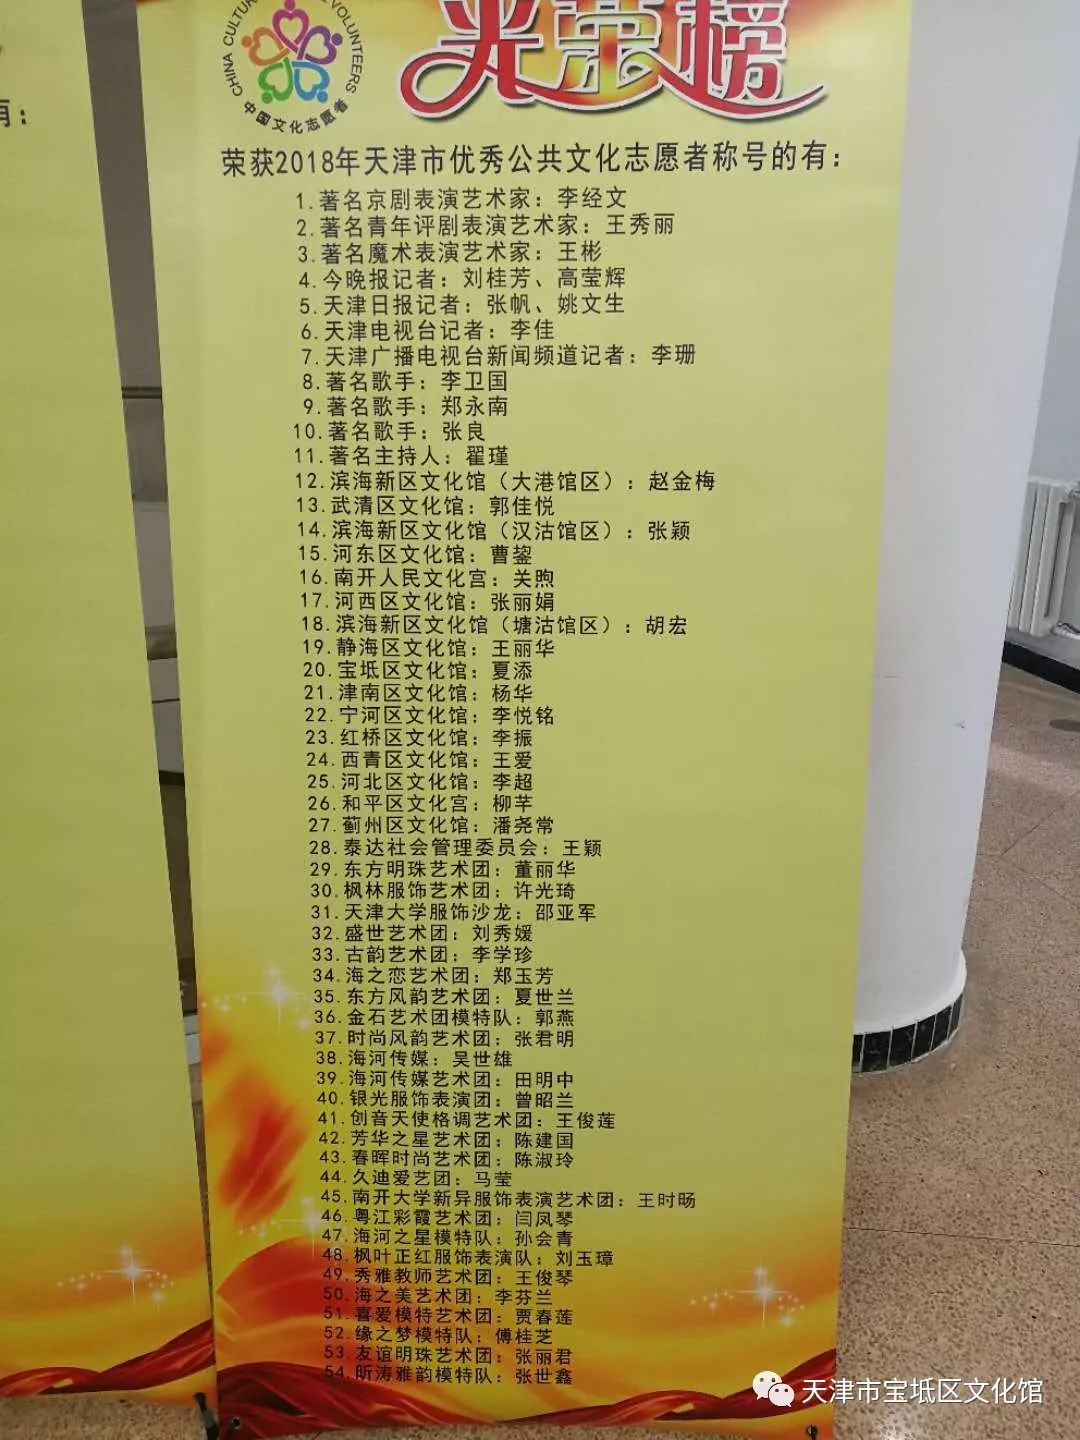 光荣榜
CHINA CULTUR VOLUNTEERS
中国文化志愿者
有：
荣获2018年天津市优秀公共文化志愿者称号的有：
1.著名京剧表演艺术家：李经文
2.著名青年评剧表演艺术家：王秀丽
3.著名魔术表演艺术家：王彬
4.今晚报记者：刘桂芳、高莹辉
5.天津日报记者：张帆、姚文生
6.天津电视台记者：李佳
7.天津广播电视台新闻频道记者：李珊
8.著名歌手：李卫国
9.著名歌手：郑永南
10.著名歌手：张良
11.著名主持人：翟瑾
12.滨海新区文化馆（大港馆区）：赵金梅
13.武清区文化馆：郭佳悦
14.滨海新区文化馆（汉沽馆区）：张颖
15.河东区文化馆：曹鋆
16.南开人民文化宫：关煦
17.河西区文化馆：张丽娟
18.滨海新区文化馆（塘沽馆区）：胡宏
19.静海区文化馆：王丽华
20.宝坻区文化馆：夏添
21.津南区文化馆：杨华
22.宁河区文化馆：李悦铭
23.红桥区文化馆：李振
24.西青区文化馆：王爱
25.河北区文化馆：李超
26.和平区文化宫：柳芊
27.蓟州区文化馆：潘尧常
28.泰达社会管理委员会：王颖
29.东方明珠艺术团：董丽华
30.枫林服饰艺术团：许光琦
31.天津大学服饰沙龙：邵亚军
32.盛世艺术团：刘秀媛
33.古韵艺术团：李学珍
34.海之恋艺术团：郑玉芳
35.东方风韵艺术团：夏世兰
36.金石艺术团模特队：郭燕
37.时尚风韵艺术团：张君明
38.海河传媒：吴世雄
39.海河传媒艺术团：田明中
40.银光服饰表演团：曾昭兰
41.创音天使格调艺术团：王俊莲
42.芳华之星艺术团：陈建国
43.春晖时尚艺术团：陈淑玲
44.久迪爱艺团：马莹
45.南开大学新异服饰表演艺术团：王时旸
46.粤江彩霞艺术团：闫凤琴
47.海河之星模特队：孙会青
48.枫叶正红服饰表演队：刘玉璋
49.秀雅教师艺术团：王俊琴
50.海之美艺术团：李芬兰
51.喜爱模特艺术团：贾春莲
52.缘之梦模特队：傅桂芝
53.友谊明珠艺术团：张丽君
54.昕涛雅韵模特队：张世鑫
天津市宝坻区文化馆